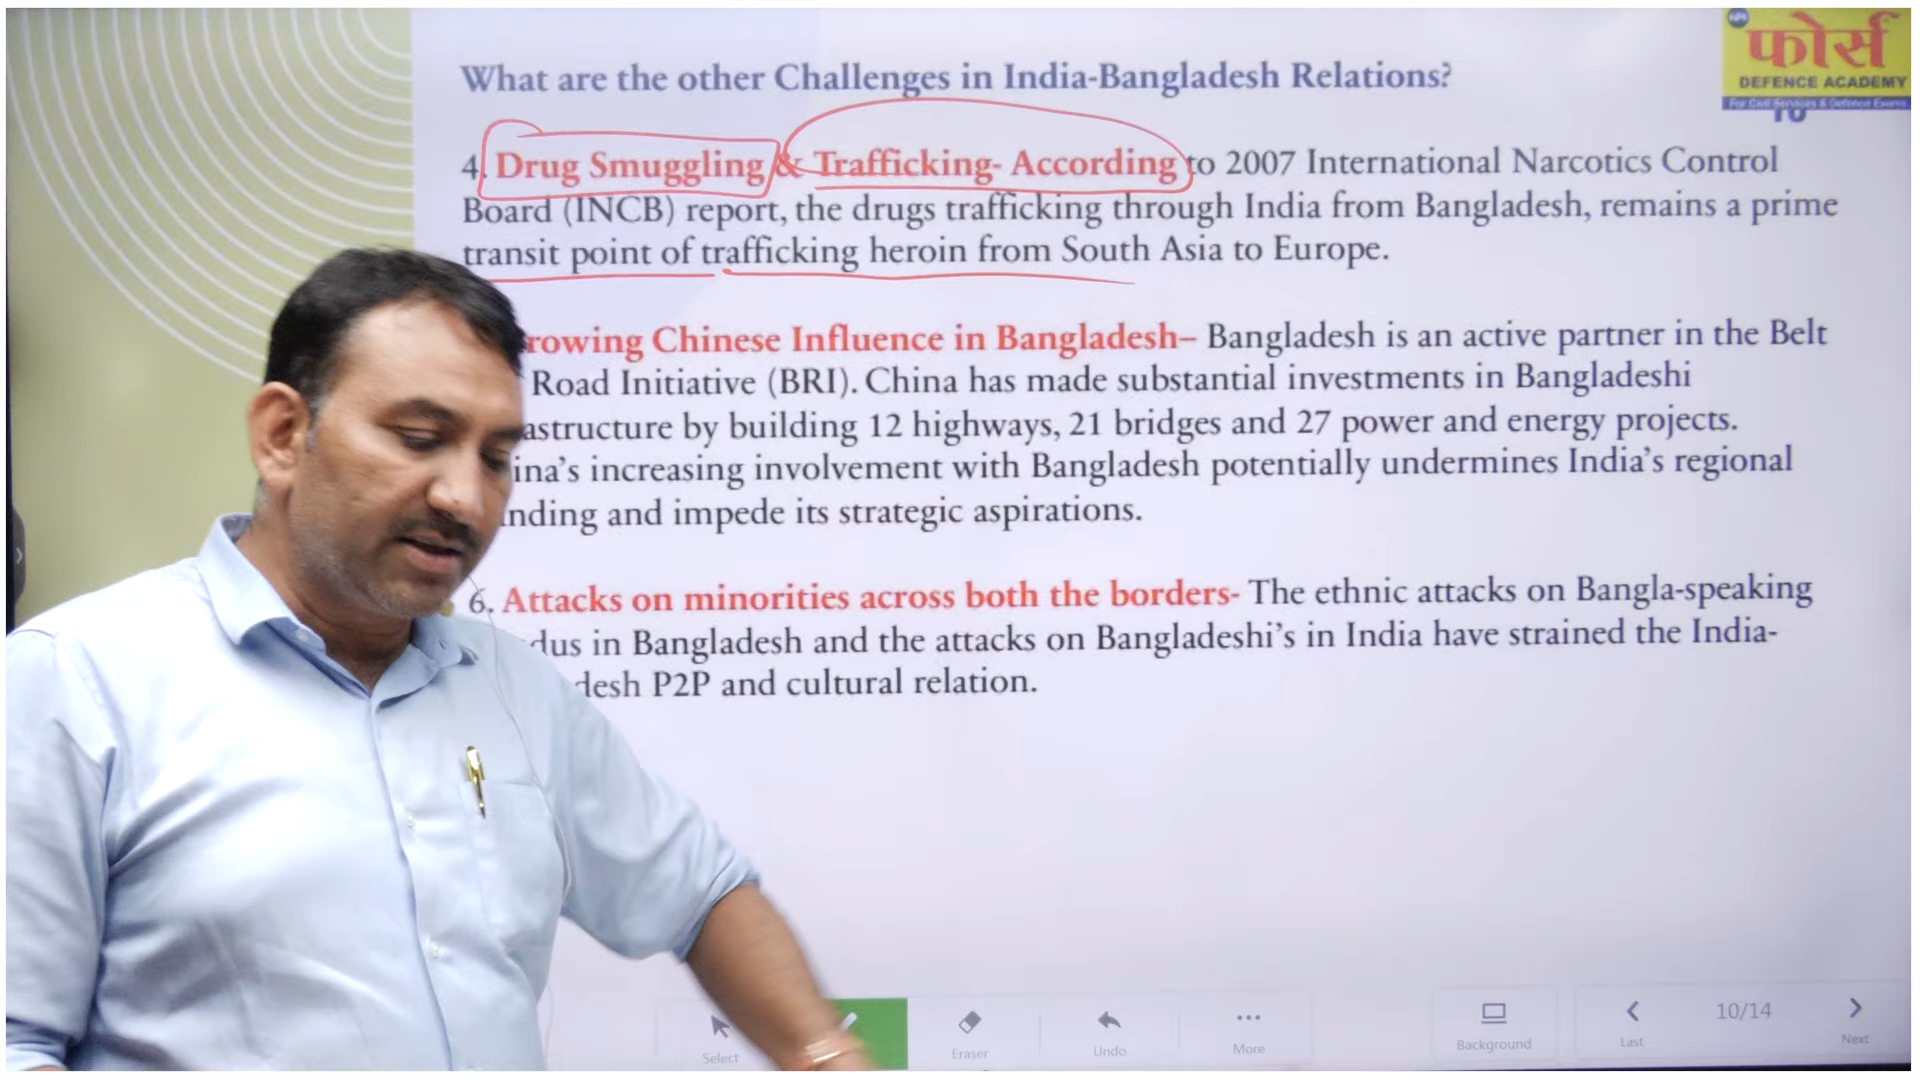 What are the other Challenges in India-Bangladesh Relations?
फोर्स
DEFENCE ACADEMY
For Civil Services & Defence Exams
4. Drug Smuggling & Trafficking- According to 2007 International Narcotics Control
Board (INCB) report, the drugs trafficking through India from Bangladesh, remains a prime
transit point of trafficking heroin from South Asia to Europe.
rowing Chinese Influence in Bangladesh– Bangladesh is an active partner in the Belt
Road Initiative (BRI). China has made substantial investments in Bangladeshi
astructure by building 12 highways, 21 bridges and 27 power and energy projects.
ina's increasing involvement with Bangladesh potentially undermines India's regional
nding and impede its strategic aspirations.
6. Attacks on minorities across both the borders- The ethnic attacks on Bangla-speaking
dus in Bangladesh and the attacks on Bangladeshi's in India have strained the India-
desh P2P and cultural relation.
Select
Eraser
Undo
More
Background
Last
10/14
Next